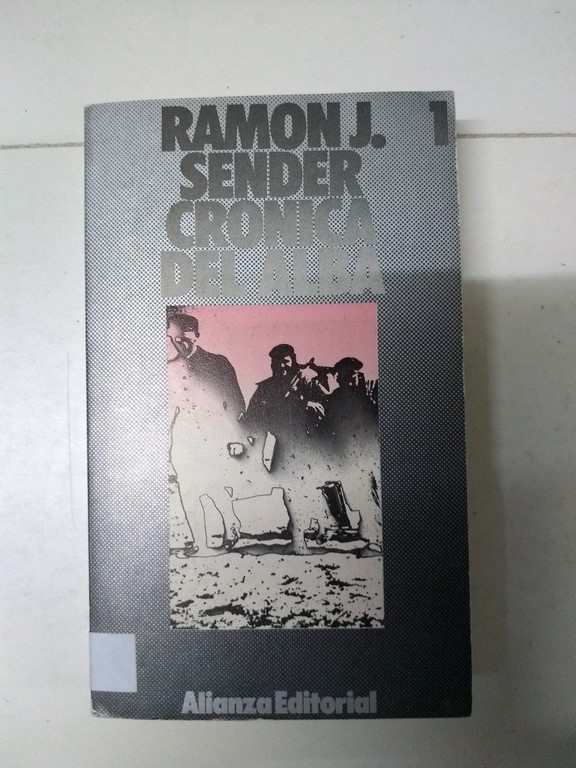 RAMON J.
1
SENDER
CRONICA
DEL ALBA
Alianza Editorial